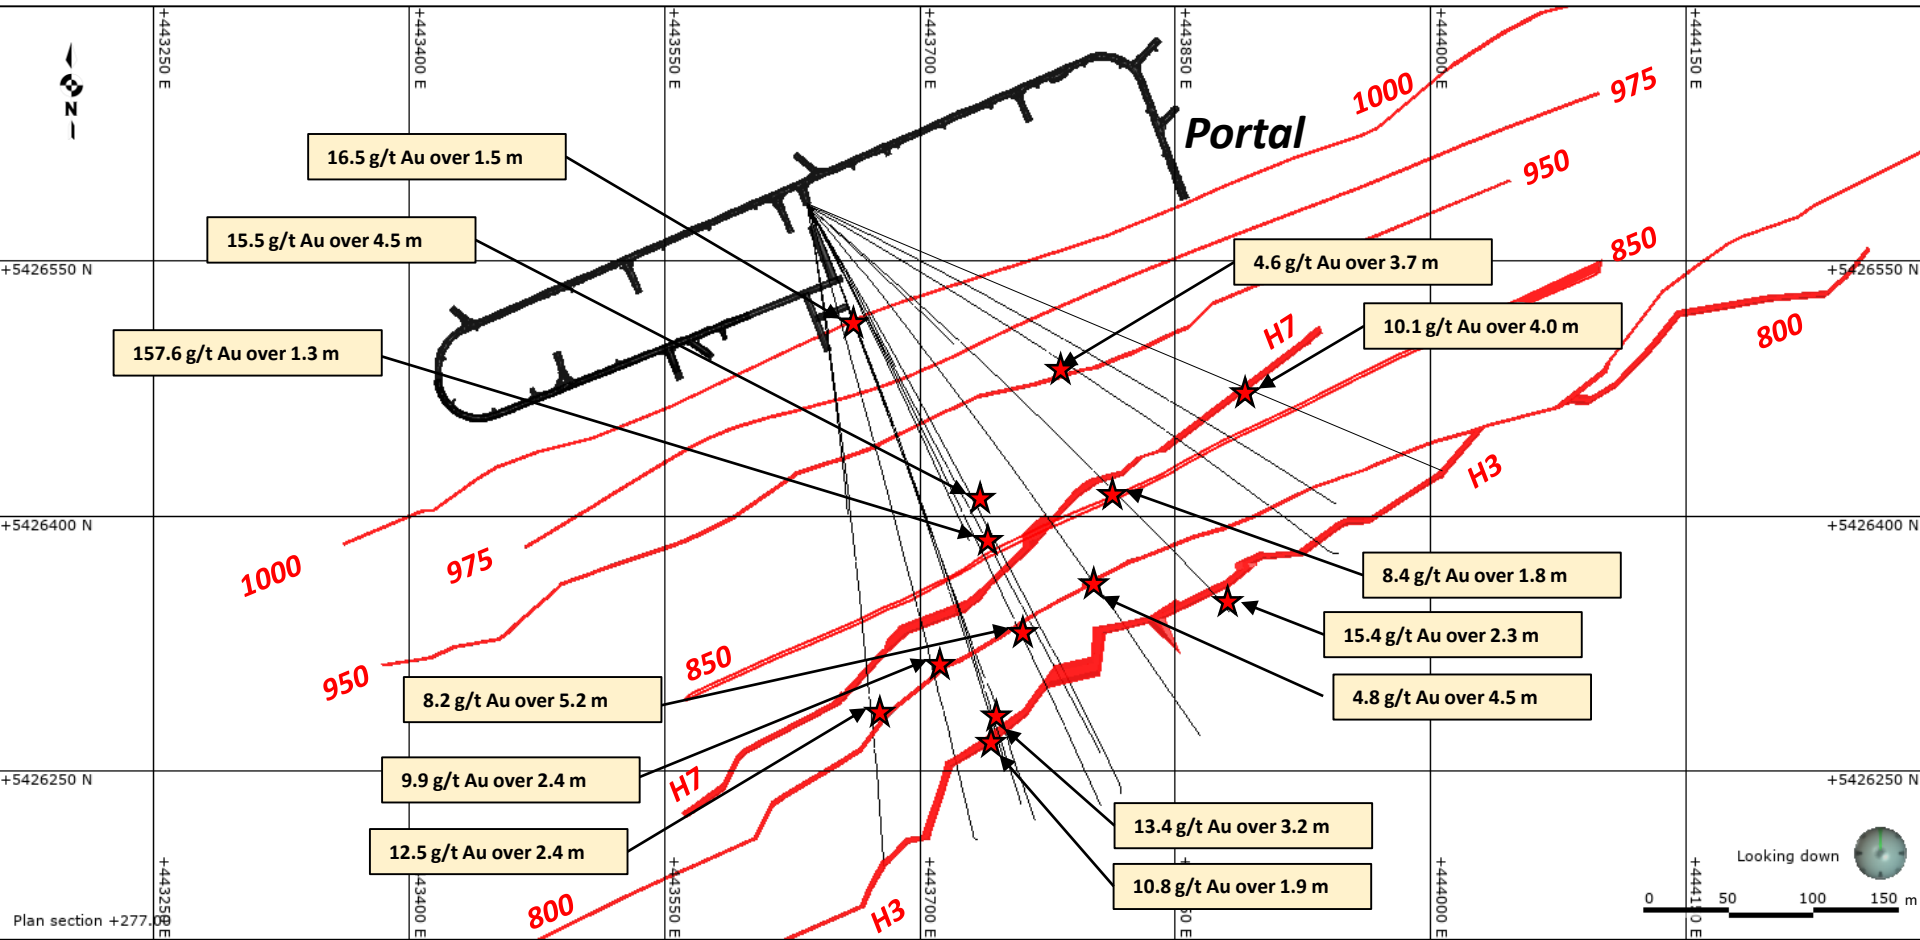 +443250 E
+443400 E
+443550 E
+443700 E
+443850 E
+444000 E
+444150 E
N
1000
975
950
850
800
Portal
16.5 g/t Au over 1.5 m
15.5 g/t Au over 4.5 m
157.6 g/t Au over 1.3 m
4.6 g/t Au over 3.7 m
10.1 g/t Au over 4.0 m
+5426550 N
+5426550 N
H7
H3
+5426400 N
+5426400 N
1000
975
950
850
8.4 g/t Au over 1.8 m
15.4 g/t Au over 2.3 m
4.8 g/t Au over 4.5 m
8.2 g/t Au over 5.2 m
9.9 g/t Au over 2.4 m
12.5 g/t Au over 2.4 m
H7
+5426250 N
+5426250 N
13.4 g/t Au over 3.2 m
10.8 g/t Au over 1.9 m
800
H3
Looking down
0 50 100 150 m
Plan section +277.
+443250
+443400 E
+443550 E
+443700 E
E
+444000 E
+444150 E